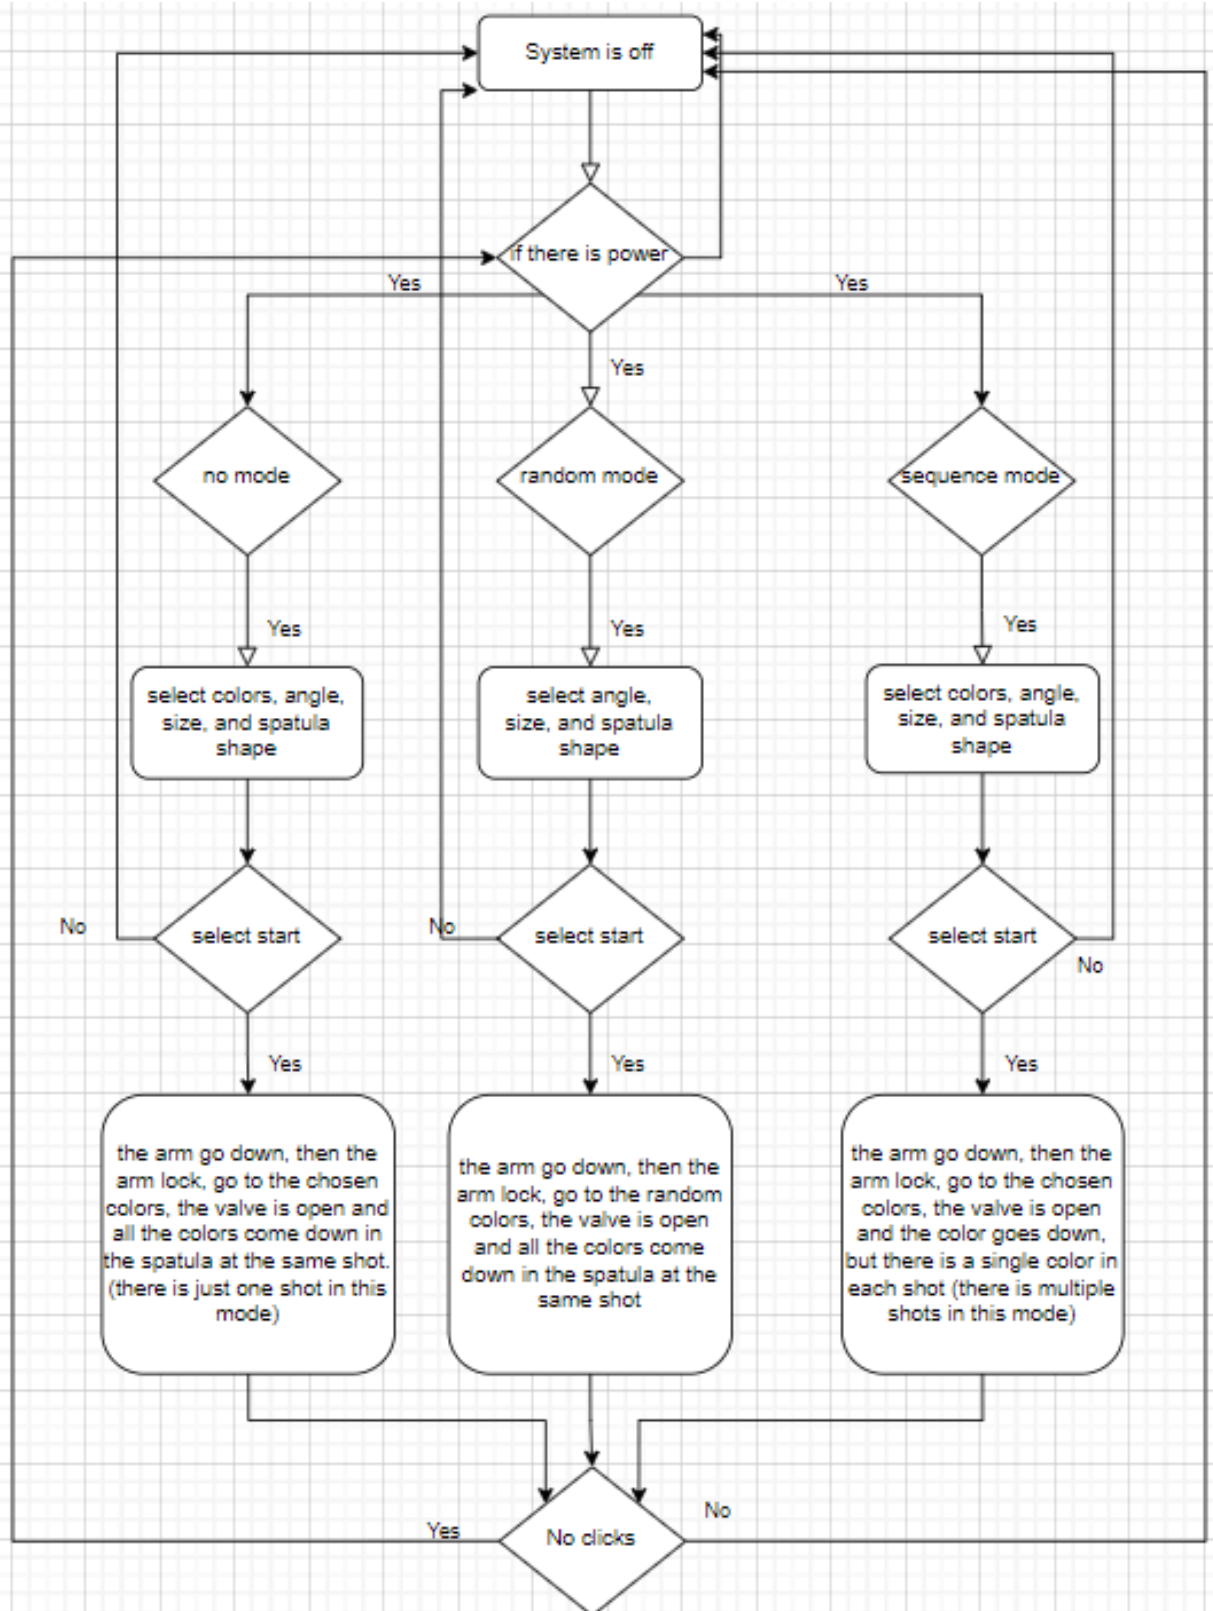 System is off
if there is power
Yes
Yes
Yes
no mode
random mode
sequence mode
Yes
Yes
Yes
select colors, angle,
size, and spatula
shape
select angle,
size, and spatula
shape
select colors, angle,
size, and spatula
shape
No
select start
No
select start
select start
No
Yes
Yes
Yes
the arm go down, then the
arm lock, go to the chosen
colors, the valve is open and
all the colors come down in
the spatula at the same shot.
(there is just one shot in this
mode)
the arm go down, then the
arm lock, go to the random
colors, the valve is open
and all the colors come
down in the spatula at the
same shot
the arm go down, then the
arm lock, go to the chosen
colors, the valve is open
and the color goes down,
but there is a single color in
each shot (there is multiple
shots in this mode)
Yes
No clicks
No